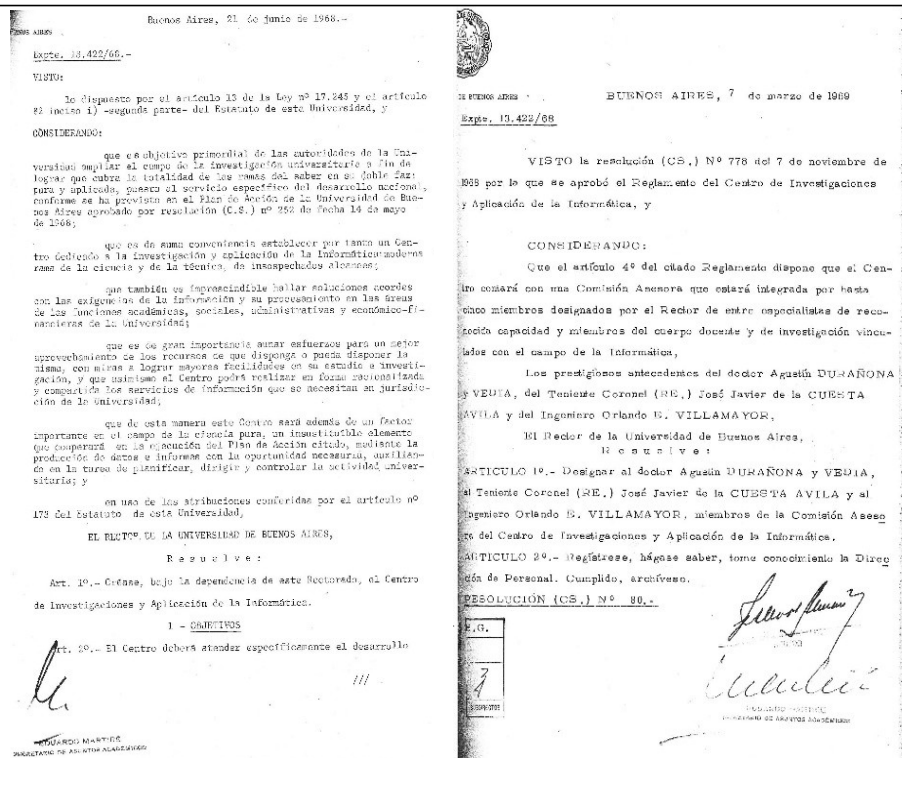 Buenos Aires, 21 de junio de 1968.-
BUENOS AIRES
Expte. 13.422/68.-
VISTO:
lo dispuesto por el artículo 13 de la Ley nº 17.245 y el artículo
82 inciso i) -segunda parte- del Estatuto de esta Universidad, y
CONSIDERANDO:
que es objetivo primordial de las autoridades de la Uni-
versidad ampliar el campo de la investigación universitaria a fin de
lograr que cubra la totalidad de las ramas del saber en su doble faz:
pura y aplicada, puesta al servicio específico del desarrollo nacional,
conforme se ha previsto en el Plan de Acción de la Universidad de Bue-
nos Aires aprobado por resolución (C.S.) nº 252 de fecha 14 de mayo
de 1968;
que es de suma conveniencia establecer por tanto un Cen-
tro dedicado a la investigación y aplicación de la Informática:moderna
rama de la ciencia y de la técnica, de insospechados alcances;
que también es imprescindible hallar soluciones acordes
con las exigencias de la información y su procesamiento en las áreas
de las funciones académicas, sociales, administrativas y económico-fi-
nancieras de la Universidad;
que es de gran importancia aunar esfuerzos para un mejor
aprovechamiento de los recursos de que disponga o pueda disponer la
misma, con miras a lograr mayores facilidades en su estudio e investi-
gación, y que asimismo el Centro podrá realizar en forma racionalizada
y compartida los servicios de información que se necesitan en jurisdic-
ción de la Universidad;
que de esta manera este Centro será además de un factor
importante en el campo de la ciencia pura, un insustituible elemento
que cooperará en la ejecución del Plan de Acción citado, mediante la
producción de datos e informes con la oportunidad necesaria, auxilian-
do en la tarea de planificar, dirigir y controlar la actividad univer-
sitaria; y
en uso de las atribuciones conferidas por el artículo nº
173 del Estatuto de esta Universidad,
EL RECTOR DE LA UNIVERSIDAD DE BUENOS AIRES,
R e s u e l v e :
Art. 1º.- Créase, bajo la dependencia de este Rectorado, el Centro
de Investigaciones y Aplicación de la Informática.
1 - OBJETIVOS
Art. 2º.- El Centro deberá atender específicamente el desarrollo
///
EDUARDO MARTIRE
SECRETARIO DE ASUNTOS ACADÉMICOS
DE BUENOS AIRES
BUENOS AIRES, 7 de marzo de 1969
Expte. 13.422/68
VISTO la resolución (CS.) Nº 778 del 7 de noviembre de
1968 por la que se aprobó el Reglamento del Centro de Investigaciones
y Aplicación de la Informática, y
CONSIDERANDO:
Que el artículo 4º del citado Reglamento dispone que el Cen-
tro contará con una Comisión Asesora que estará integrada por hasta
cinco miembros designados por el Rector de entre especialistas de reco-
nocida capacidad y miembros del cuerpo docente y de investigación vincu-
lados con el campo de la Informática,
Los prestigiosos antecedentes del doctor Agustín DURAÑONA
y VEDIA, del Teniente Coronel (RE.) José Javier de la CUESTA
AVILA y del Ingeniero Orlando E. VILLAMAYOR,
El Rector de la Universidad de Buenos Aires,
R e s u e l v e :
ARTICULO 1º.- Designar al doctor Agustín DURAÑONA y VEDIA,
al Teniente Coronel (RE.) José Javier de la CUESTA AVILA y al
Ingeniero Orlando E. VILLAMAYOR, miembros de la Comisión Aseso
ra del Centro de Investigaciones y Aplicación de la Informática.
ARTICULO 2º.- Regístrese, hágase saber, tome conocimiento la Direc
ción de Personal. Cumplido, archívese.
RESOLUCIÓN (CS.) Nº 80.-
E.G.
SECRETARIO DE ASUNTOS ACADÉMICOS